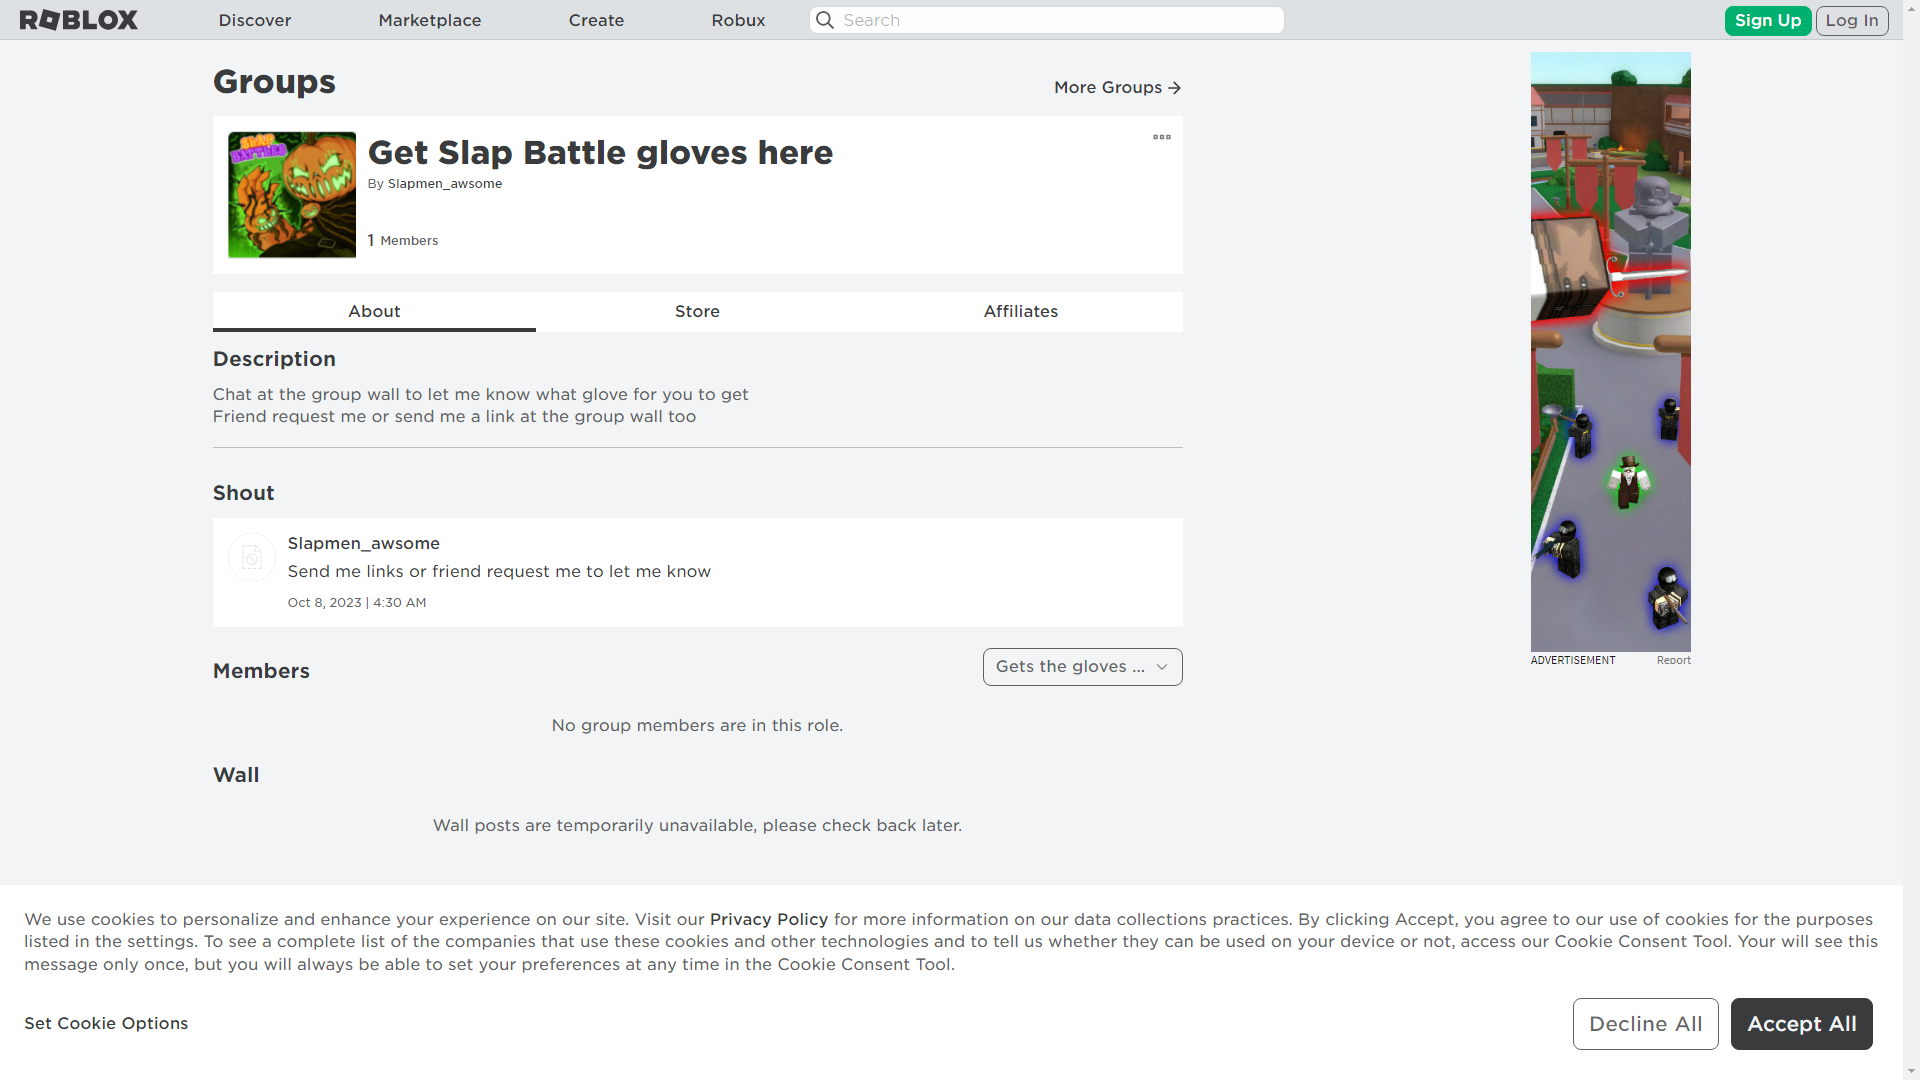 ROBLOX
Discover
Marketplace
Create
Robux
Search
Sign Up
Log In
Groups
More Groups
SLAP BATTLES
Get Slap Battle gloves here
By Slapmen_awsome
1 Members
About
Store
Affiliates
Description
Chat at the group wall to let me know what glove for you to get
Friend request me or send me a link at the group wall too
Shout
Slapmen_awsome
Send me links or friend request me to let me know
Oct 8, 2023 | 4:30 AM
Members
Gets the gloves ...
No group members are in this role.
Wall
Wall posts are temporarily unavailable, please check back later.
ADVERTISEMENT
Report
We use cookies to personalize and enhance your experience on our site. Visit our Privacy Policy for more information on our data collections practices. By clicking Accept, you agree to our use of cookies for the purposes
listed in the settings. To see a complete list of the companies that use these cookies and other technologies and to tell us whether they can be used on your device or not, access our Cookie Consent Tool. Your will see this
message only once, but you will always be able to set your preferences at any time in the Cookie Consent Tool.
Set Cookie Options
Decline All
Accept All